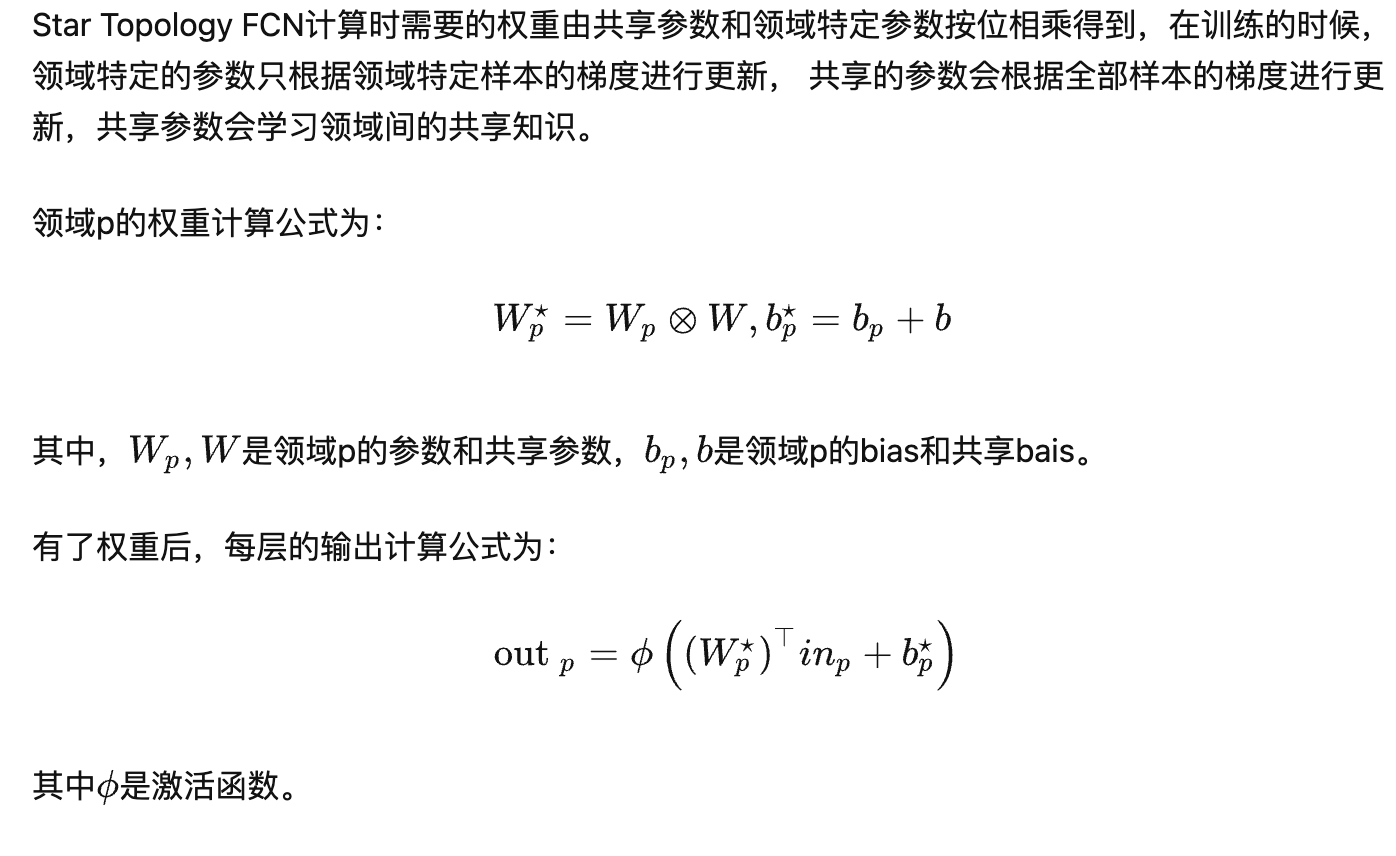 Star Topology FCN计算时需要的权重由共享参数和领域特定参数按位相乘得到，在训练的时候，
领域特定的参数只根据领域特定样本的梯度进行更新， 共享的参数会根据全部样本的梯度进行更
新，共享参数会学习领域间的共享知识。
领域p的权重计算公式为：
$W_p^{\star} = W_p \otimes W, b_p^{\star} = b_p + b$
其中，$W_p, W$是领域p的参数和共享参数，$b_p, b$是领域p的bias和共享bais。
有了权重后，每层的输出计算公式为：
$\text{out}_p = \phi\left((W_p^{\star})^{\top} in_p + b_p^{\star}\right)$
其中$\phi$是激活函数。